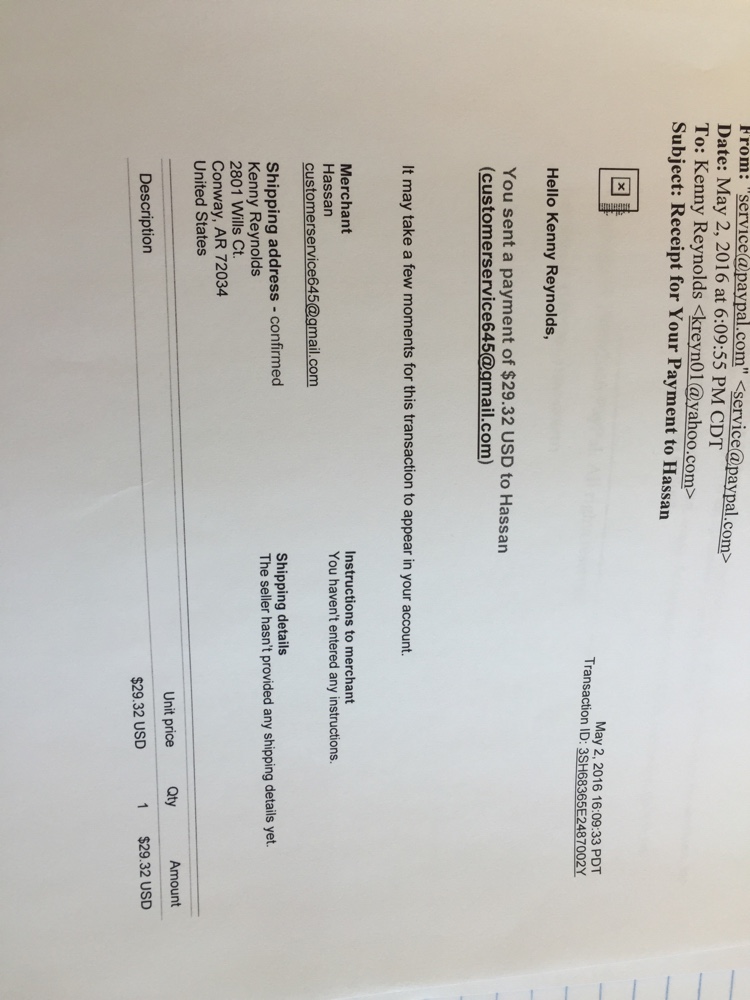 From: "service@paypal.com" <service@paypal.com>
Date: May 2, 2016 at 6:09:55 PM CDT
To: Kenny Reynolds <kreyn01@yahoo.com>
Subject: Receipt for Your Payment to Hassan
May 2, 2016 16:09:33 PDT
Transaction ID: 3SH68365E2487002Y
Hello Kenny Reynolds,
You sent a payment of $29.32 USD to Hassan
(customerservice645@gmail.com)
It may take a few moments for this transaction to appear in your account.
Merchant
Hassan
customerservice645@gmail.com
Instructions to merchant
You haven't entered any instructions.
Shipping address - confirmed
Kenny Reynolds
2801 Wills Ct.
Conway, AR 72034
United States
Shipping details
The seller hasn't provided any shipping details yet.
Description Unit price Qty Amount
$29.32 USD 1 $29.32 USD